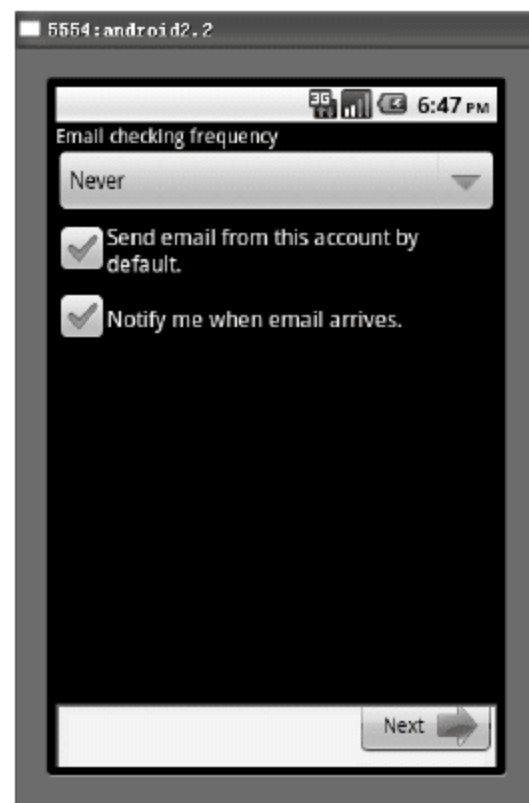 5554:android2.2
3G 6:47 PM
Email checking frequency
Never
Send email from this account by
default.
Notify me when email arrives.
Next